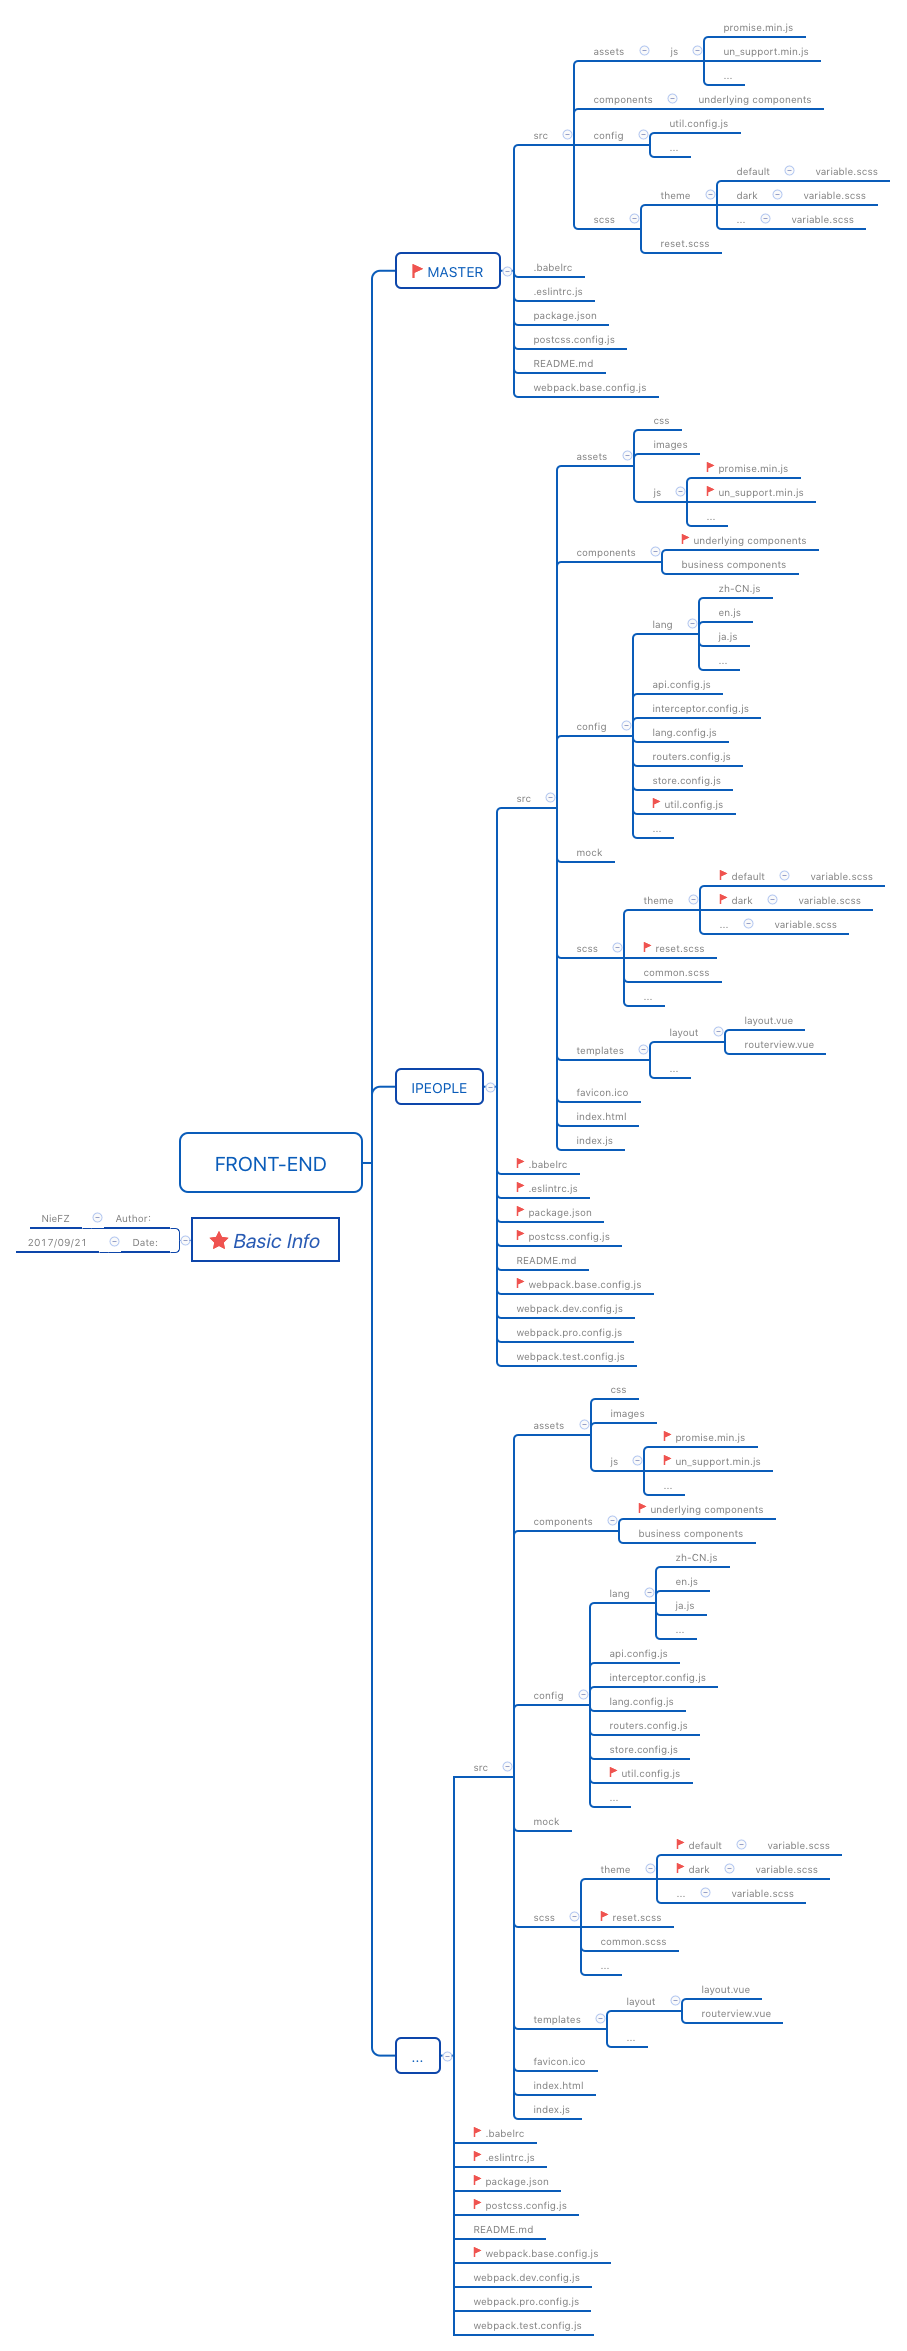 promise.min.js
assets js un_support.min.js
...
components underlying components
util.config.js
src config
...
default variable.scss
theme dark variable.scss
scss ... variable.scss
reset.scss
MASTER
.babelrc
.eslintrc.js
package.json
postcss.config.js
README.md
webpack.base.config.js
css
images
assets
promise.min.js
js un_support.min.js
...
underlying components
components
business components
zh-CN.js
en.js
lang
ja.js
...
api.config.js
interceptor.config.js
config
lang.config.js
routers.config.js
store.config.js
src
util.config.js
...
mock
default variable.scss
theme dark variable.scss
... variable.scss
scss reset.scss
common.scss
...
layout.vue
layout
routerview.vue
templates
...
favicon.ico
index.html
index.js
IPEOPLE
.babelrc
.eslintrc.js
package.json
postcss.config.js
README.md
webpack.base.config.js
webpack.dev.config.js
webpack.pro.config.js
webpack.test.config.js
FRONT-END
NieFZ Author:
2017/09/21 Date:
Basic Info
css
images
assets
promise.min.js
js un_support.min.js
...
underlying components
components
business components
zh-CN.js
en.js
lang
ja.js
...
api.config.js
interceptor.config.js
config
lang.config.js
routers.config.js
store.config.js
src
util.config.js
...
mock
default variable.scss
theme dark variable.scss
... variable.scss
scss reset.scss
common.scss
...
layout.vue
layout
routerview.vue
templates
...
favicon.ico
index.html
index.js
...
.babelrc
.eslintrc.js
package.json
postcss.config.js
README.md
webpack.base.config.js
webpack.dev.config.js
webpack.pro.config.js
webpack.test.config.js